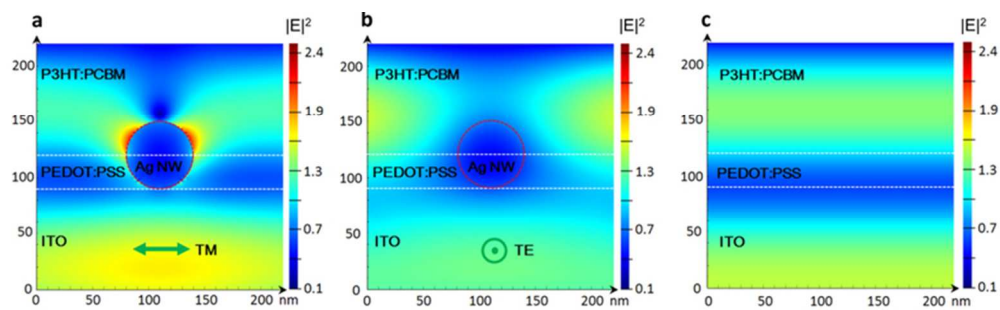 a
|E|²
200
150
100
50
0
0
50
100
150
200
nm
P3HT:PCBM
Ag NW
PEDOT:PSS
ITO
TM
2.4
1.9
1.3
0.7
0.1
b
|E|²
200
150
100
50
0
0
50
100
150
200
nm
P3HT:PCBM
Ag NW
PEDOT:PSS
ITO
TE
2.4
1.9
1.3
0.7
0.1
c
|E|²
200
150
100
50
0
0
50
100
150
200
nm
P3HT:PCBM
PEDOT:PSS
ITO
2.4
1.9
1.3
0.7
0.1